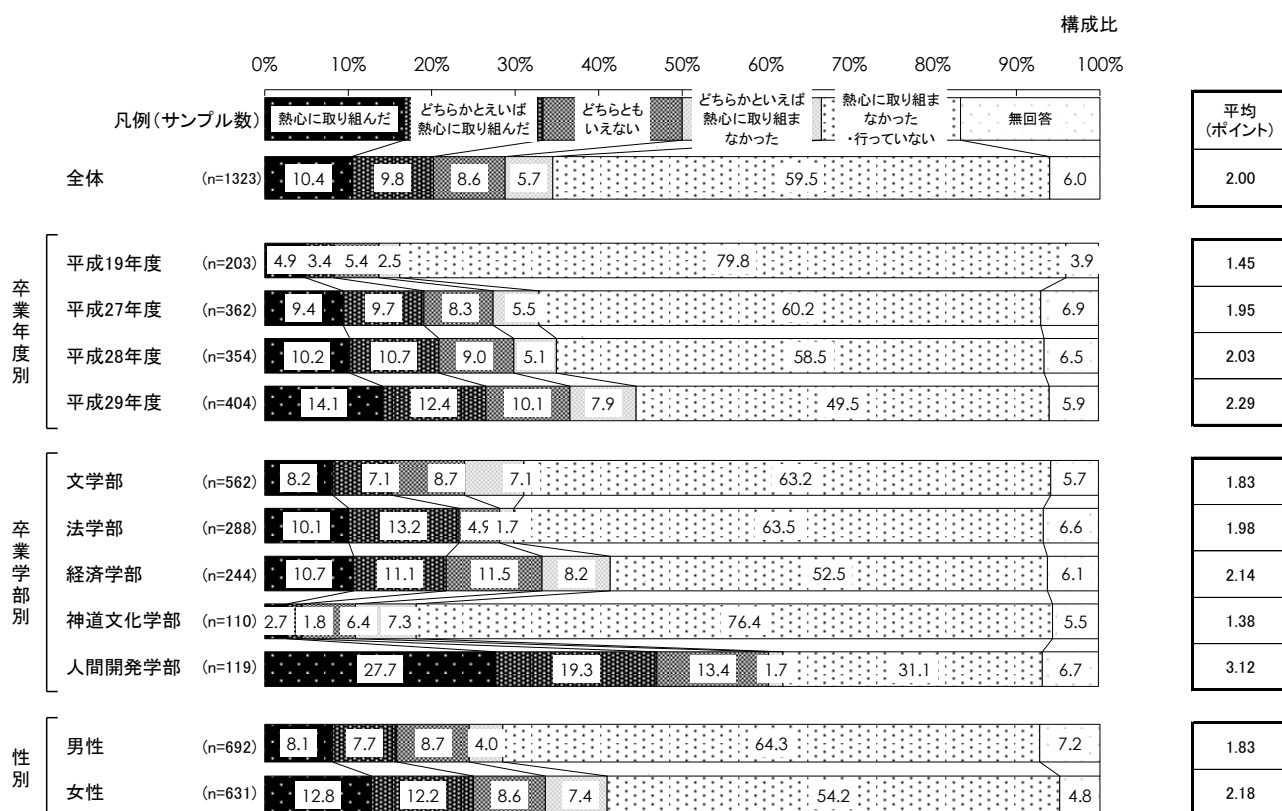 構成比
0% 10% 20% 30% 40% 50% 60% 70% 80% 90% 100%
凡例(サンプル数) 熱心に取り組んだ どちらかとえいば 熱心に取り組んだ どちらとも いえない どちらかといえば 熱心に取り組ま なかった 熱心に取り組ま なかった ・行っていない 無回答 平均 (ポイント)
全体 (n=1323) 10.4 9.8 8.6 5.7 59.5 6.0 2.00
卒業年度別
平成19年度 (n=203) 4.9 3.4 5.4 2.5 79.8 3.9 1.45
平成27年度 (n=362) 9.4 9.7 8.3 5.5 60.2 6.9 1.95
平成28年度 (n=354) 10.2 10.7 9.0 5.1 58.5 6.5 2.03
平成29年度 (n=404) 14.1 12.4 10.1 7.9 49.5 5.9 2.29
卒業学部別
文学部 (n=562) 8.2 7.1 8.7 7.1 63.2 5.7 1.83
法学部 (n=288) 10.1 13.2 4.9 1.7 63.5 6.6 1.98
経済学部 (n=244) 10.7 11.1 11.5 8.2 52.5 6.1 2.14
神道文化学部 (n=110) 2.7 1.8 6.4 7.3 76.4 5.5 1.38
人間開発学部 (n=119) 27.7 19.3 13.4 1.7 31.1 6.7 3.12
性別
男性 (n=692) 8.1 7.7 8.7 4.0 64.3 7.2 1.83
女性 (n=631) 12.8 12.2 8.6 7.4 54.2 4.8 2.18